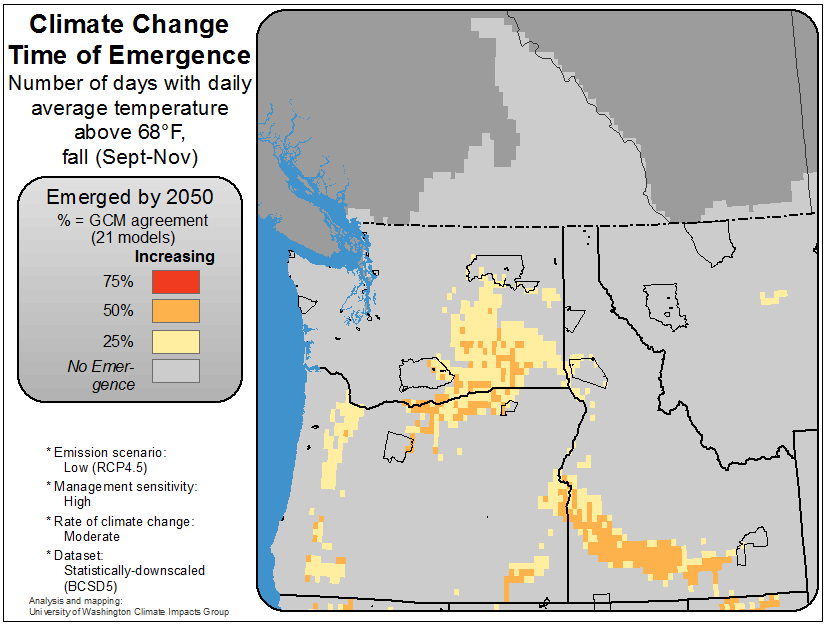 Climate Change
Time of Emergence
Number of days with daily
average temperature
above 68°F,
fall (Sept-Nov)
Emerged by 2050
% = GCM agreement
(21 models)
Increasing
75%
50%
25%
No Emer-
gence
* Emission scenario:
Low (RCP4.5)
* Management sensitivity:
High
* Rate of climate change:
Moderate
* Dataset:
Statistically-downscaled
(BCSD5)
Analysis and mapping:
University of Washington Climate Impacts Group